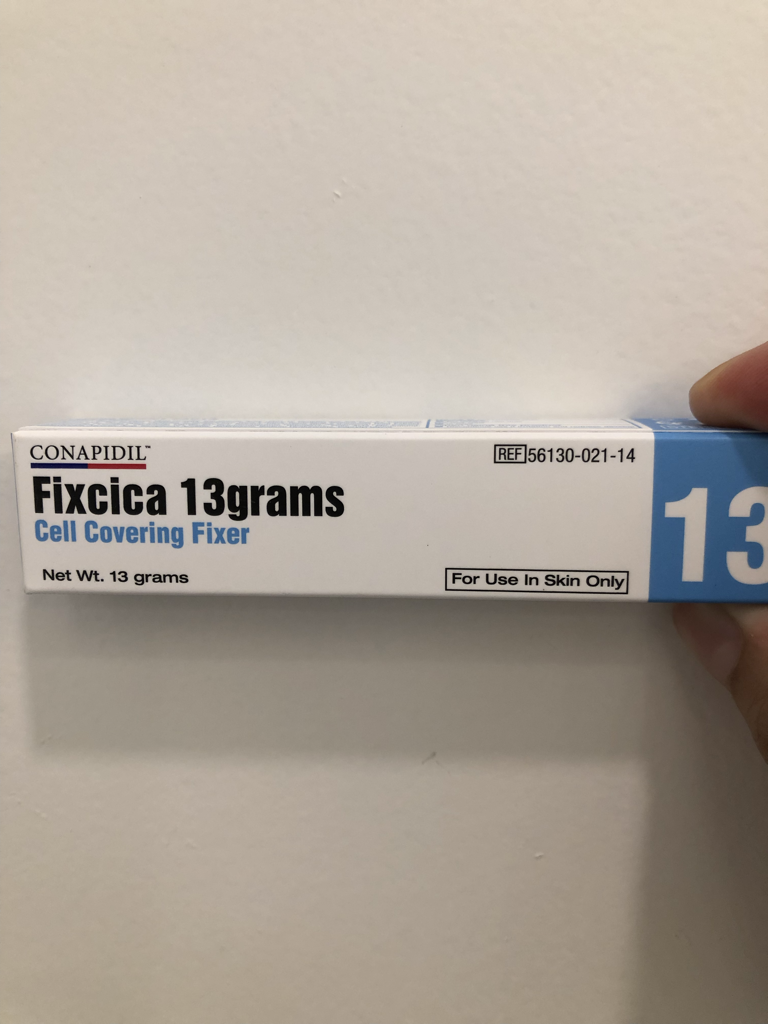 CONAPIDIL™
REF 56130-021-14
Fixcica 13grams
Cell Covering Fixer
Net Wt. 13 grams
For Use In Skin Only
13